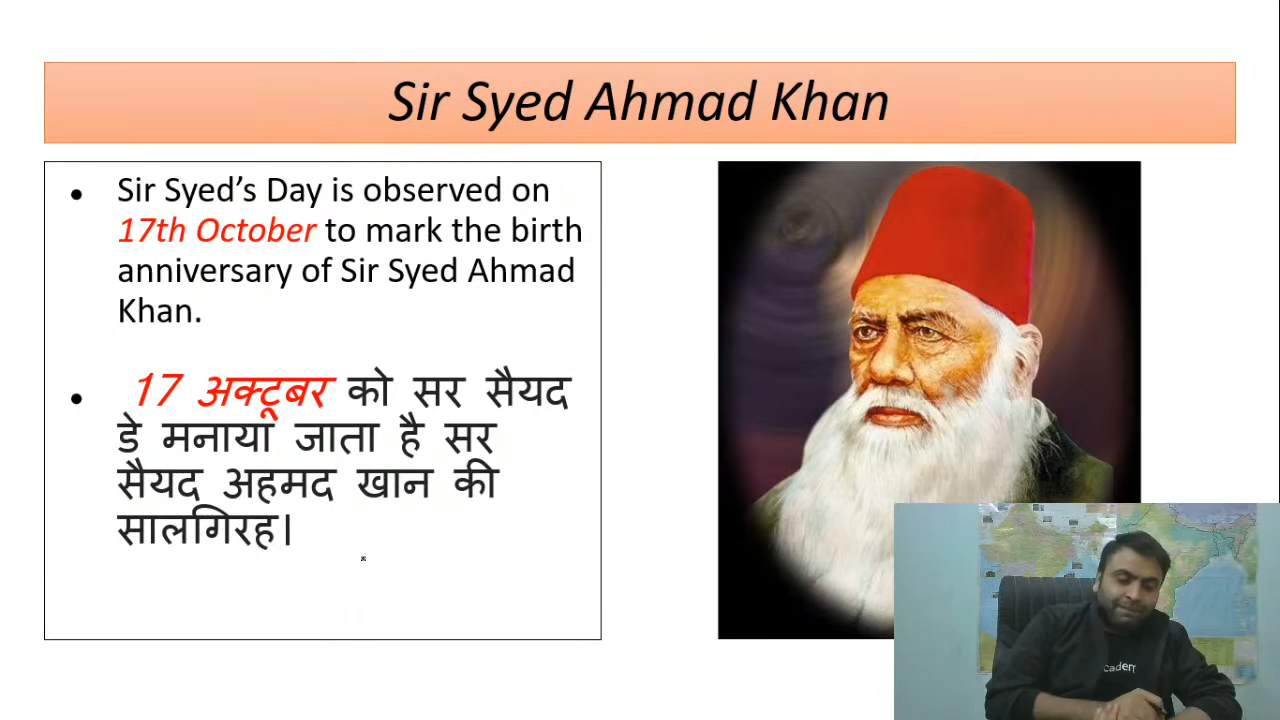 Sir Syed Ahmad Khan
Sir Syed’s Day is observed on
17th October to mark the birth
anniversary of Sir Syed Ahmad
Khan.
17 अक्टूबर को सर सैयद
डे मनाया जाता है सर
सैयद अहमद खान की
सालगिरह।
cadem